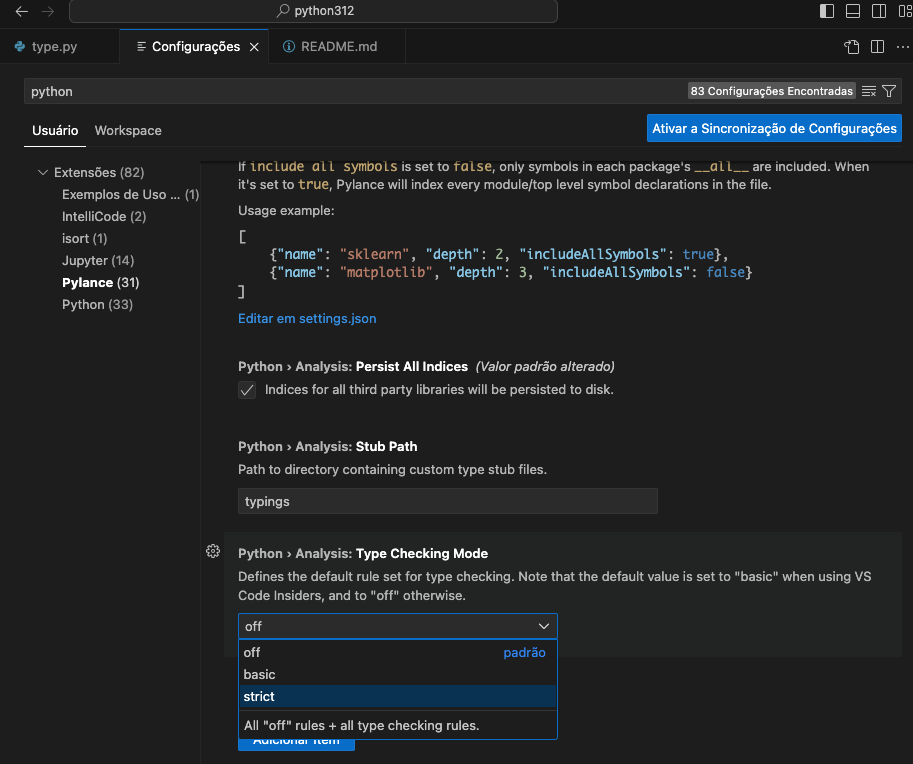 python312
type.py
Configurações
README.md
python
83 Configurações Encontradas
Usuário
Workspace
Ativar a Sincronização de Configurações
Extensões (82)
Exemplos de Uso ... (1)
IntelliCode (2)
isort (1)
Jupyter (14)
Pylance (31)
Python (33)
If include all symbols is set to false, only symbols in each package's __all__ are included. When
it's set to true, Pylance will index every module/top level symbol declarations in the file.
Usage example:
[
{"name": "sklearn", "depth": 2, "includeAllSymbols": true},
{"name": "matplotlib", "depth": 3, "includeAllSymbols": false}
]
Editar em settings.json
Python › Analysis: Persist All Indices (Valor padrão alterado)
Indices for all third party libraries will be persisted to disk.
Python › Analysis: Stub Path
Path to directory containing custom type stub files.
typings
Python › Analysis: Type Checking Mode
Defines the default rule set for type checking. Note that the default value is set to "basic" when using VS
Code Insiders, and to "off" otherwise.
off
off padrão
basic
strict
All "off" rules + all type checking rules.
Adicionar Item